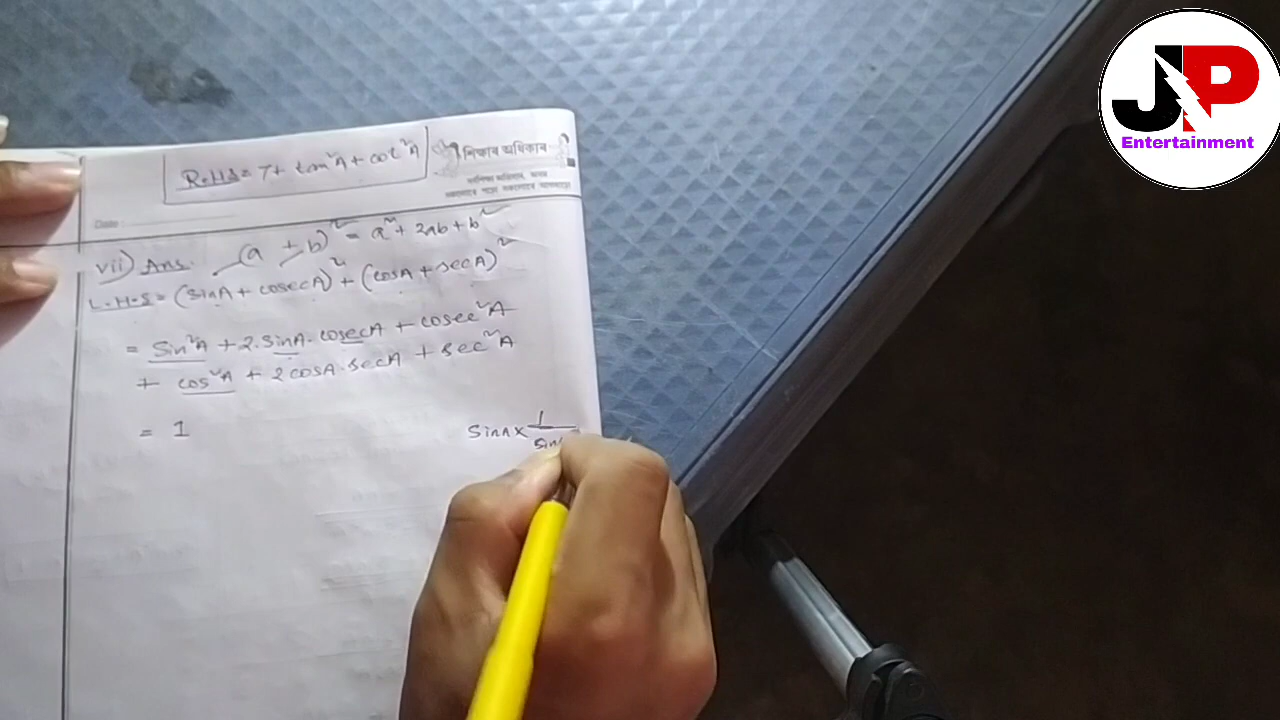 JP
Entertainment
R.H.S = 7 + tan²A + cot²A
শিক্ষাৰ অধিকাৰ
Date :
vii) Ans. (a + b)² = a² + 2ab + b²
L.H.S = (sinA + cosecA)² + (cosA + secA)²
= Sin²A + 2.sinA.cosecA + cosec²A
+ cos²A + 2cosA.secA + sec²A
= 1
SinA × 1/sin